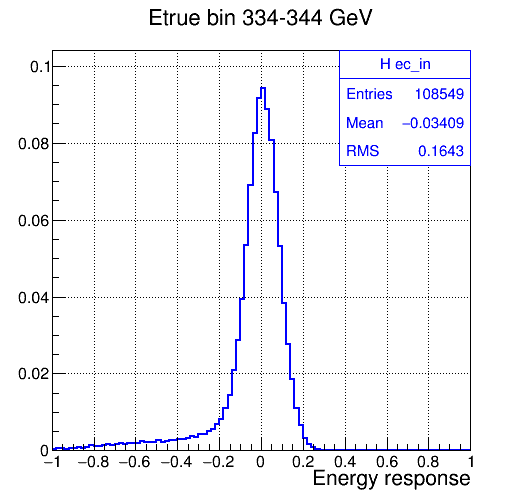 Etrue bin 334-344 GeV
H ec_in
Entries 108549
Mean −0.03409
RMS 0.1643
0.1
0.08
0.06
0.04
0.02
0
−1 −0.8 −0.6 −0.4 −0.2 0 0.2 0.4 0.6 0.8 1
Energy response